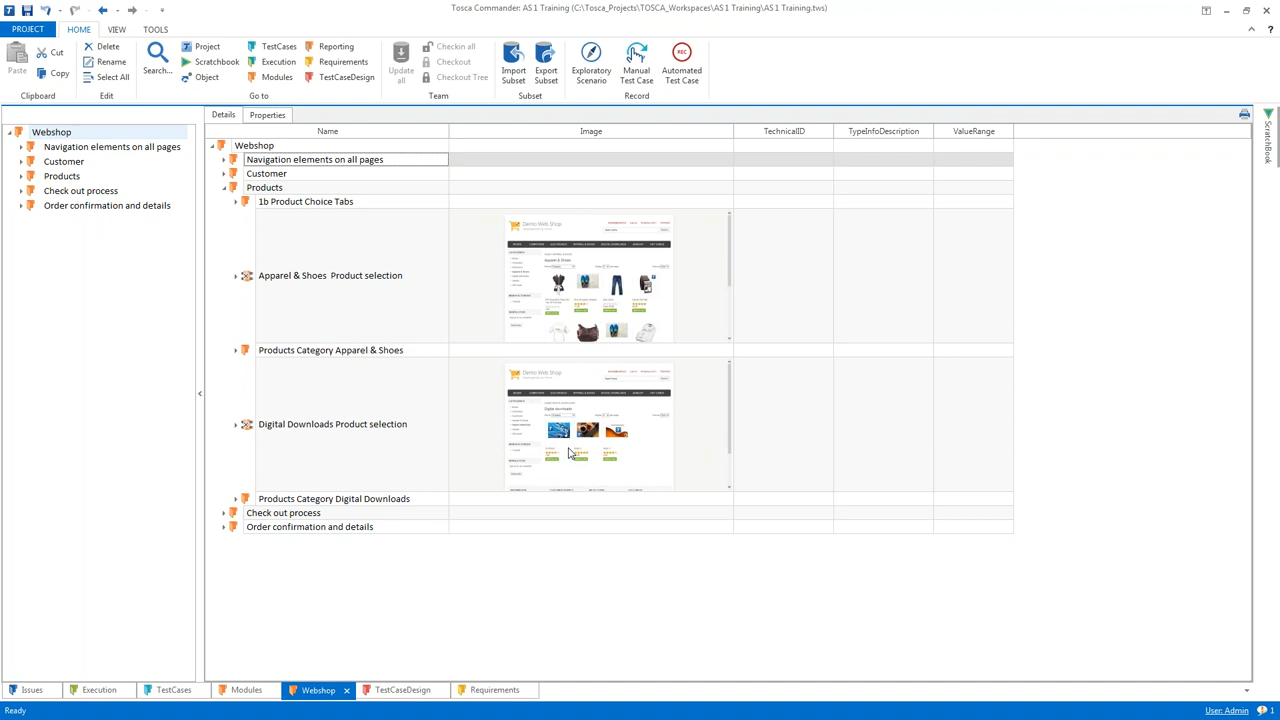 Tosca Commander: AS 1 Training (C:\Tosca_Projects\TOSCA_Workspaces\AS 1 Training\AS 1 Training.tws)
PROJECT HOME VIEW TOOLS
Paste Cut Copy
Clipboard
Delete
Rename
Select All
Edit
Search...
Project TestCases Reporting
Scratchbook Execution Requirements
Object Modules TestCaseDesign
Go to
Update all
Checkin all
Checkout
Checkout Tree
Team
Import Subset
Export Subset
Subset
Exploratory Scenario
Manual Test Case
REC
Automated Test Case
Record
Webshop
Navigation elements on all pages
Customer
Products
Check out process
Order confirmation and details
Details Properties
Name Image TechnicalID TypeInfoDescription ValueRange
Webshop
Navigation elements on all pages
Customer
Products
1b Product Choice Tabs
Demo Web Shop
Apparel & Shoes
Apparel & Shoes Product selection
Products Category Apparel & Shoes
Demo Web Shop
Digital downloads
Digital Downloads Product selection
Products Category Digital Downloads
Check out process
Order confirmation and details
ScratchBook
Issues Execution TestCases Modules Webshop TestCaseDesign Requirements
Ready User: Admin 1